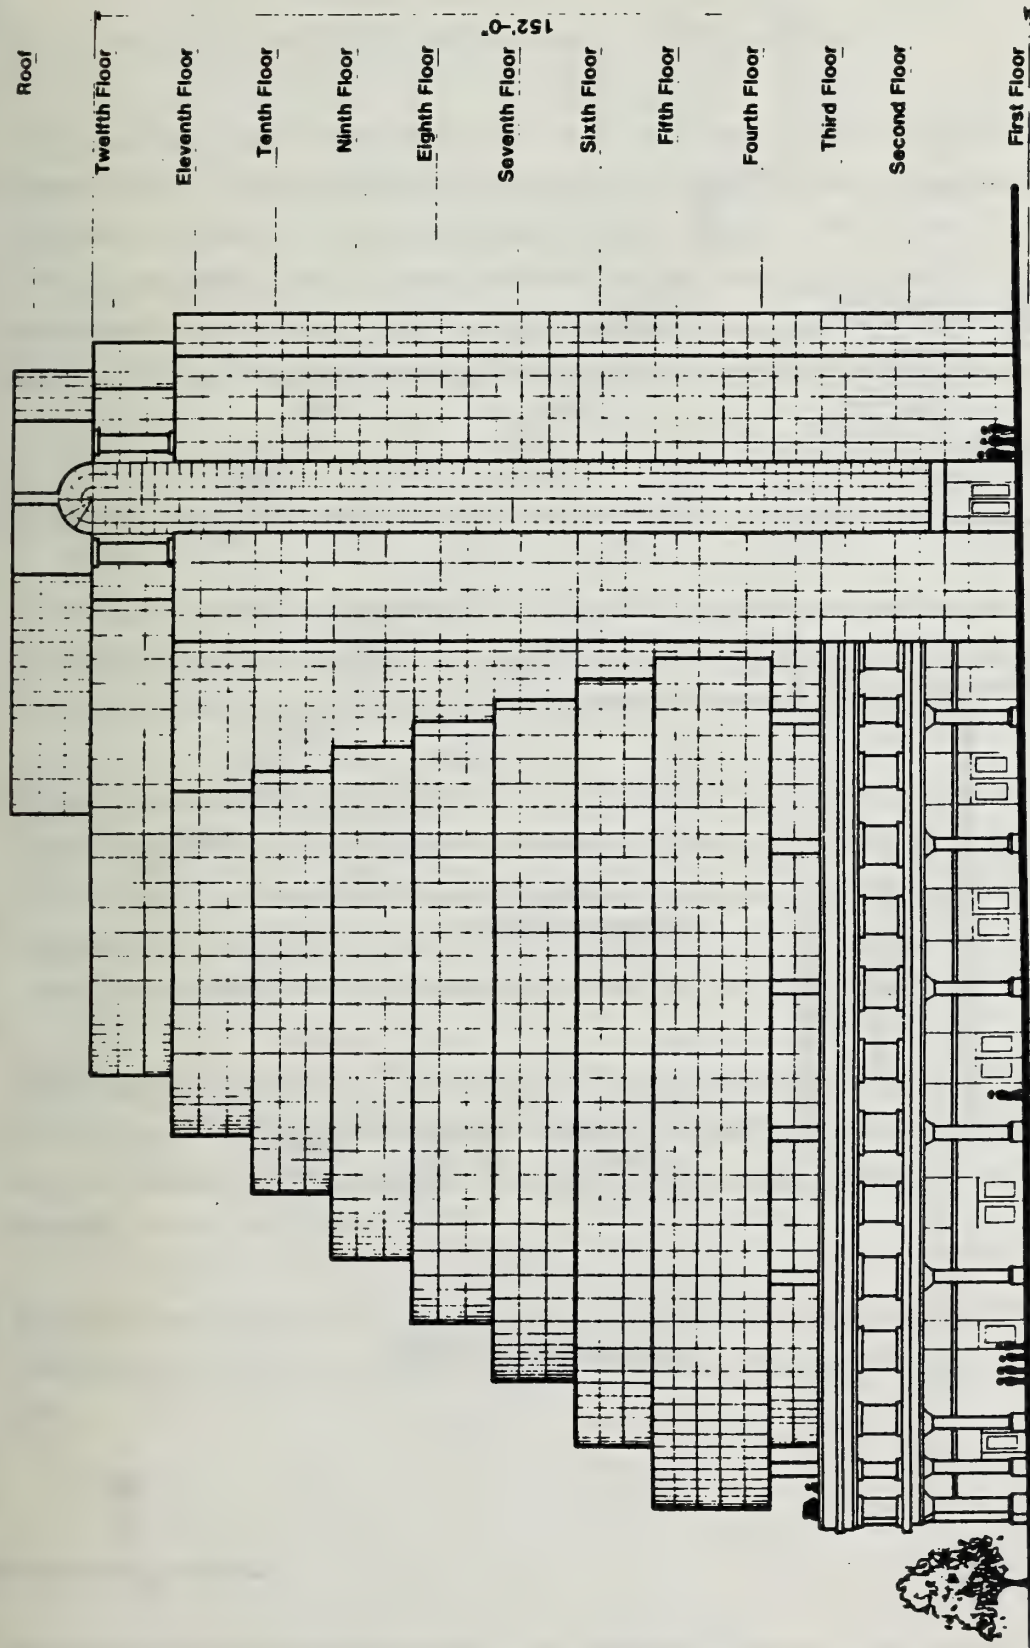 Roof
Twelfth Floor
Eleventh Floor
Tenth Floor
Ninth Floor
Eighth Floor
Seventh Floor
Sixth Floor
Fifth Floor
Fourth Floor
Third Floor
Second Floor
First Floor
152'-0"